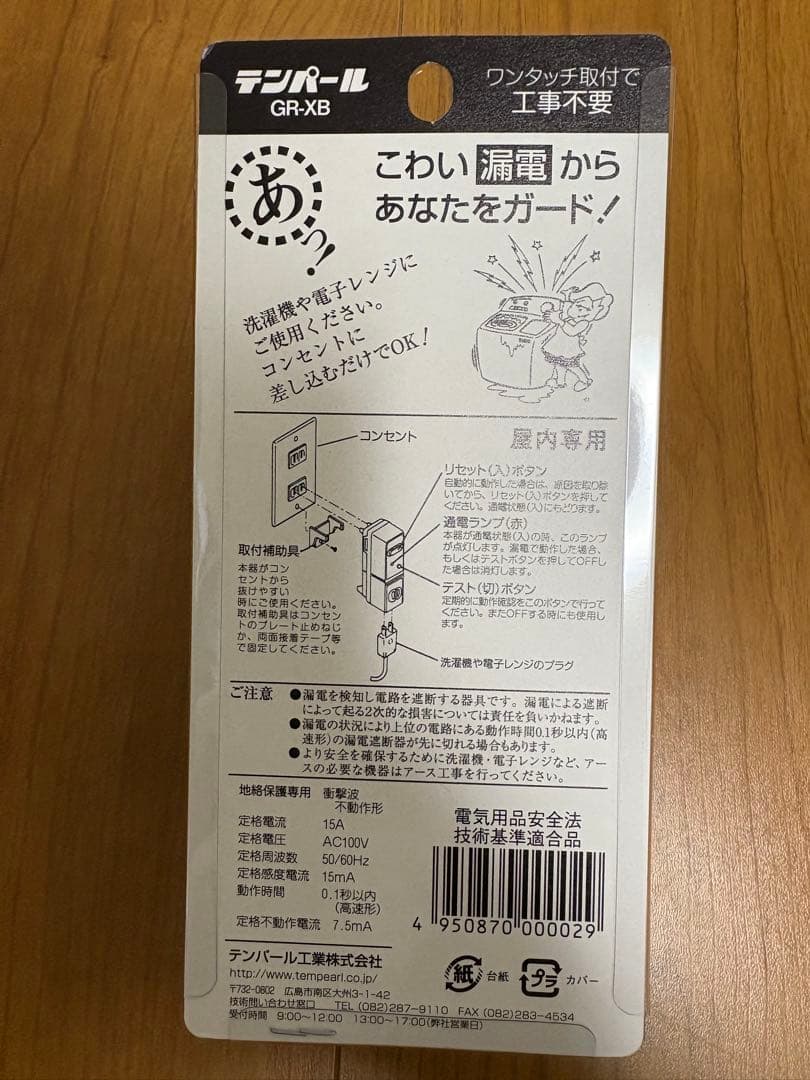 テンパール
GR-XB
ワンタッチ取付で
工事不要
あっ!
こわい漏電から
あなたをガード!
洗濯機や電子レンジに
ご使用ください。
コンセントに
差し込むだけでOK!
コンセント
屋内専用
リセット(入)ボタン
自動的に動作した場合は、原因を取り除
いてから、リセット(入)ボタンを押して
ください。通電状態(入)にもどります。
通電ランプ(赤)
本器が通電状態(入)の時、このランプ
が点灯します。漏電で動作した場合、
もしくはテストボタンを押してOFFし
た場合は消灯します。
テスト(切)ボタン
定期的に動作確認をこのボタンで行って
ください。またOFFする時にも使用し
ます。
取付補助具
本器がコン
セントから
抜けやすい
時にご使用ください。
取付補助具はコンセン
トのプレート止めねじ
か、両面接着テープ等
で固定してください。
洗濯機や電子レンジのプラグ
ご注意
●漏電を検知し電路を遮断する器具です。漏電による遮断
によって起る2次的な損害については責任を負いかねます。
●漏電の状況により上位の電路にある動作時間0.1秒以内(高
速形)の漏電遮断器が先に切れる場合もあります。
●より安全を確保するために洗濯機・電子レンジなど、アー
スの必要な機器はアース工事を行ってください。
地絡保護専用 衝撃波
不動作形
定格電流 15A
定格電圧 AC100V
定格周波数 50/60Hz
定格感度電流 15mA
動作時間 0.1秒以内
(高速形)
定格不動作電流 7.5mA
電気用品安全法
技術基準適合品
4 950870 000029
テンパール工業株式会社
http://www.tempearl.co.jp/
〒732-0802 広島市南区大州3-1-42
技術問い合わせ窓口 TEL (082)287-9110 FAX (082)283-4534
受付時間 9:00~12:00 13:00~17:00(弊社営業日)
紙 台紙
プラ カバー